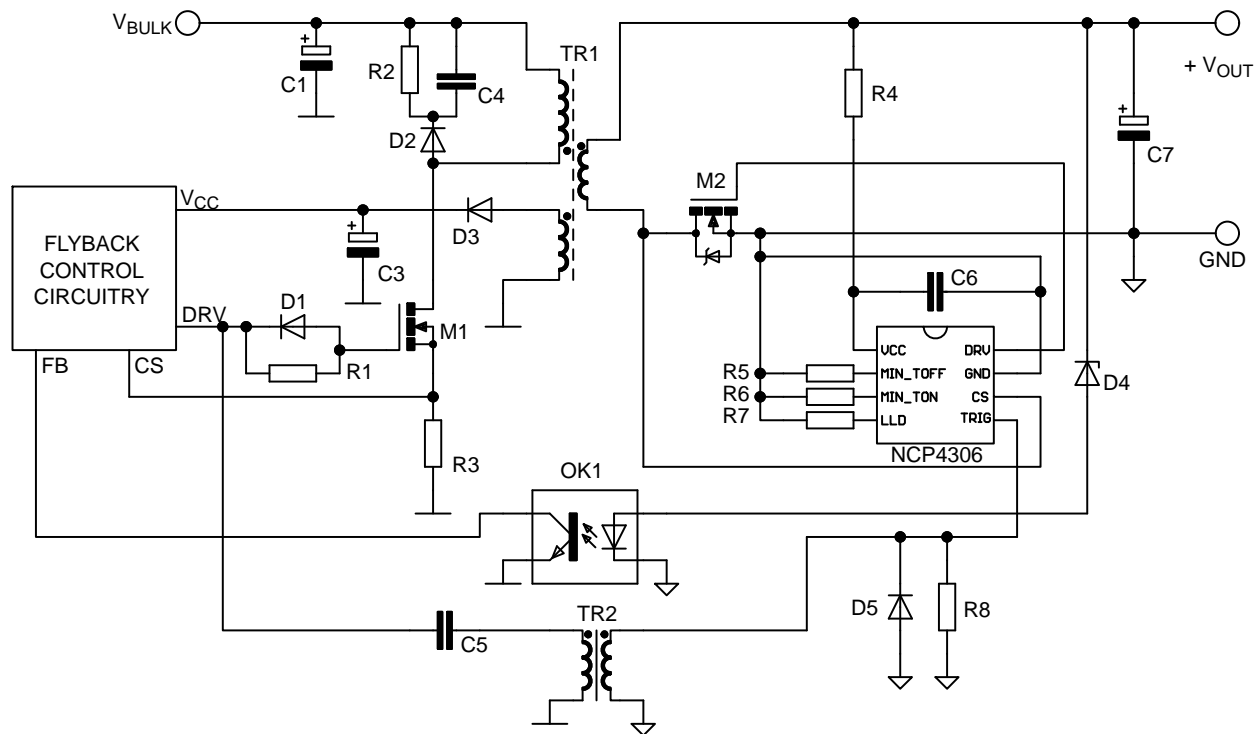 V_BULK
C1
R2
C4
D2
TR1
R4
+ V_OUT
C7
M2
GND
V_CC
D3
C3
FLYBACK
CONTROL
CIRCUITRY
DRV
D1
M1
R1
FB
CS
R3
C6
VCC
DRV
R5
MIN_TOFF
GND
R6
MIN_TON
CS
R7
LLD
TRIG
NCP4306
D4
OK1
D5
R8
C5
TR2